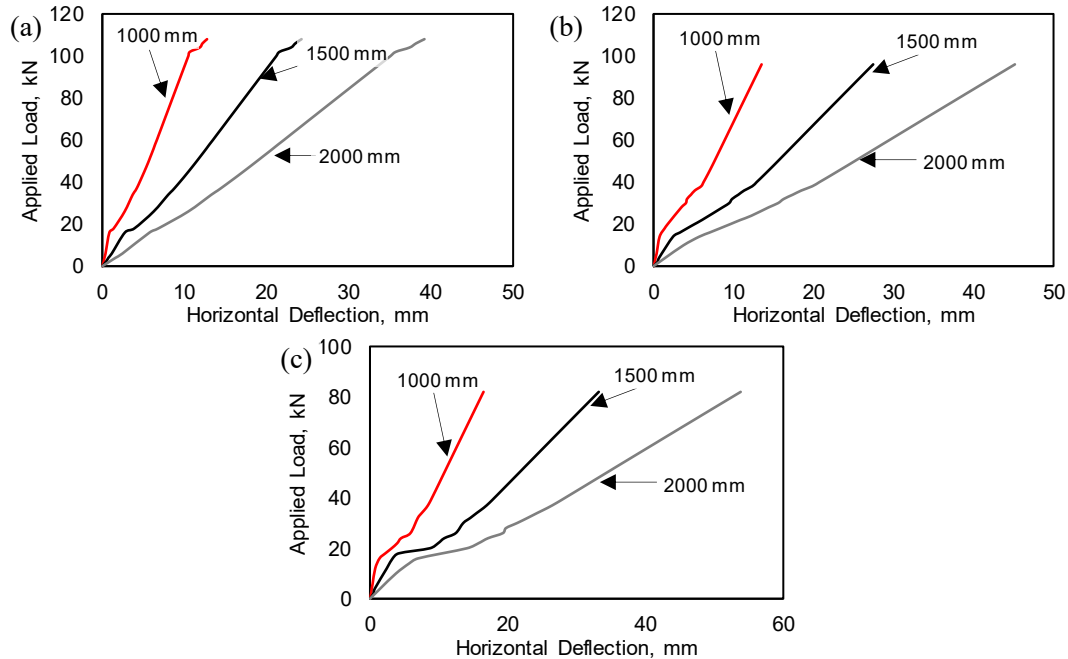 (a)
120
100
80
60
40
20
0
Applied Load, kN
1000 mm
1500 mm
2000 mm
0 10 20 30 40 50
Horizontal Deflection, mm
(b)
120
100
80
60
40
20
0
Applied Load, kN
1000 mm
1500 mm
2000 mm
0 10 20 30 40 50
Horizontal Deflection, mm
(c)
100
80
60
40
20
0
Applied Load, kN
1000 mm
1500 mm
2000 mm
0 20 40 60
Horizontal Deflection, mm